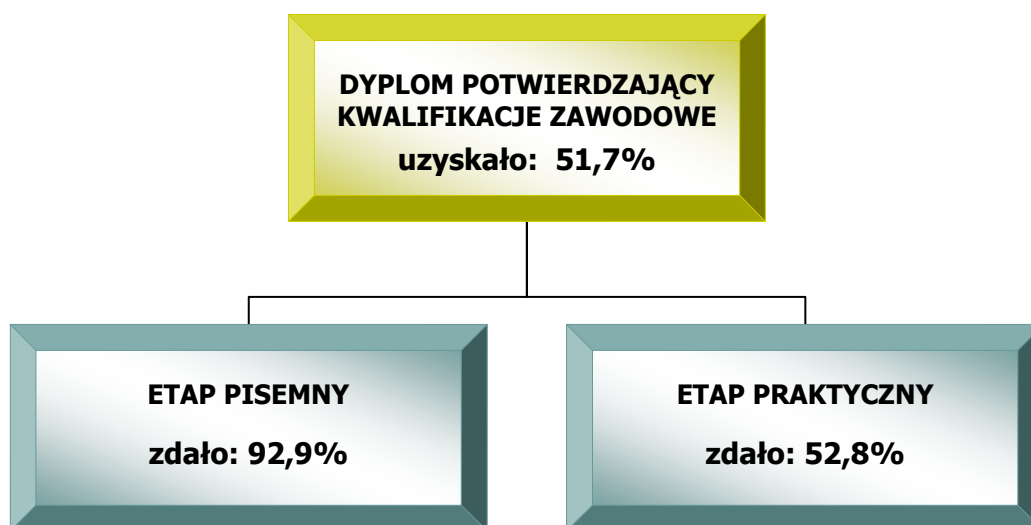 DYPLOM POTWIERDZAJĄCY
KWALIFIKACJE ZAWODOWE
uzyskało: 51,7%
ETAP PISEMNY
zdało: 92,9%
ETAP PRAKTYCZNY
zdało: 52,8%